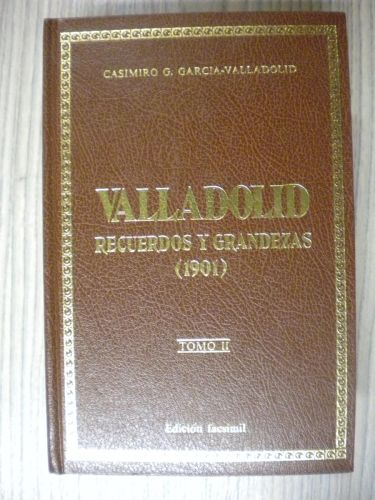 CASIMIRO G. GARCIA-VALLADOLID
VALLADOLID
RECUERDOS Y GRANDEZAS
(1901)
TOMO II
Edición facsímil